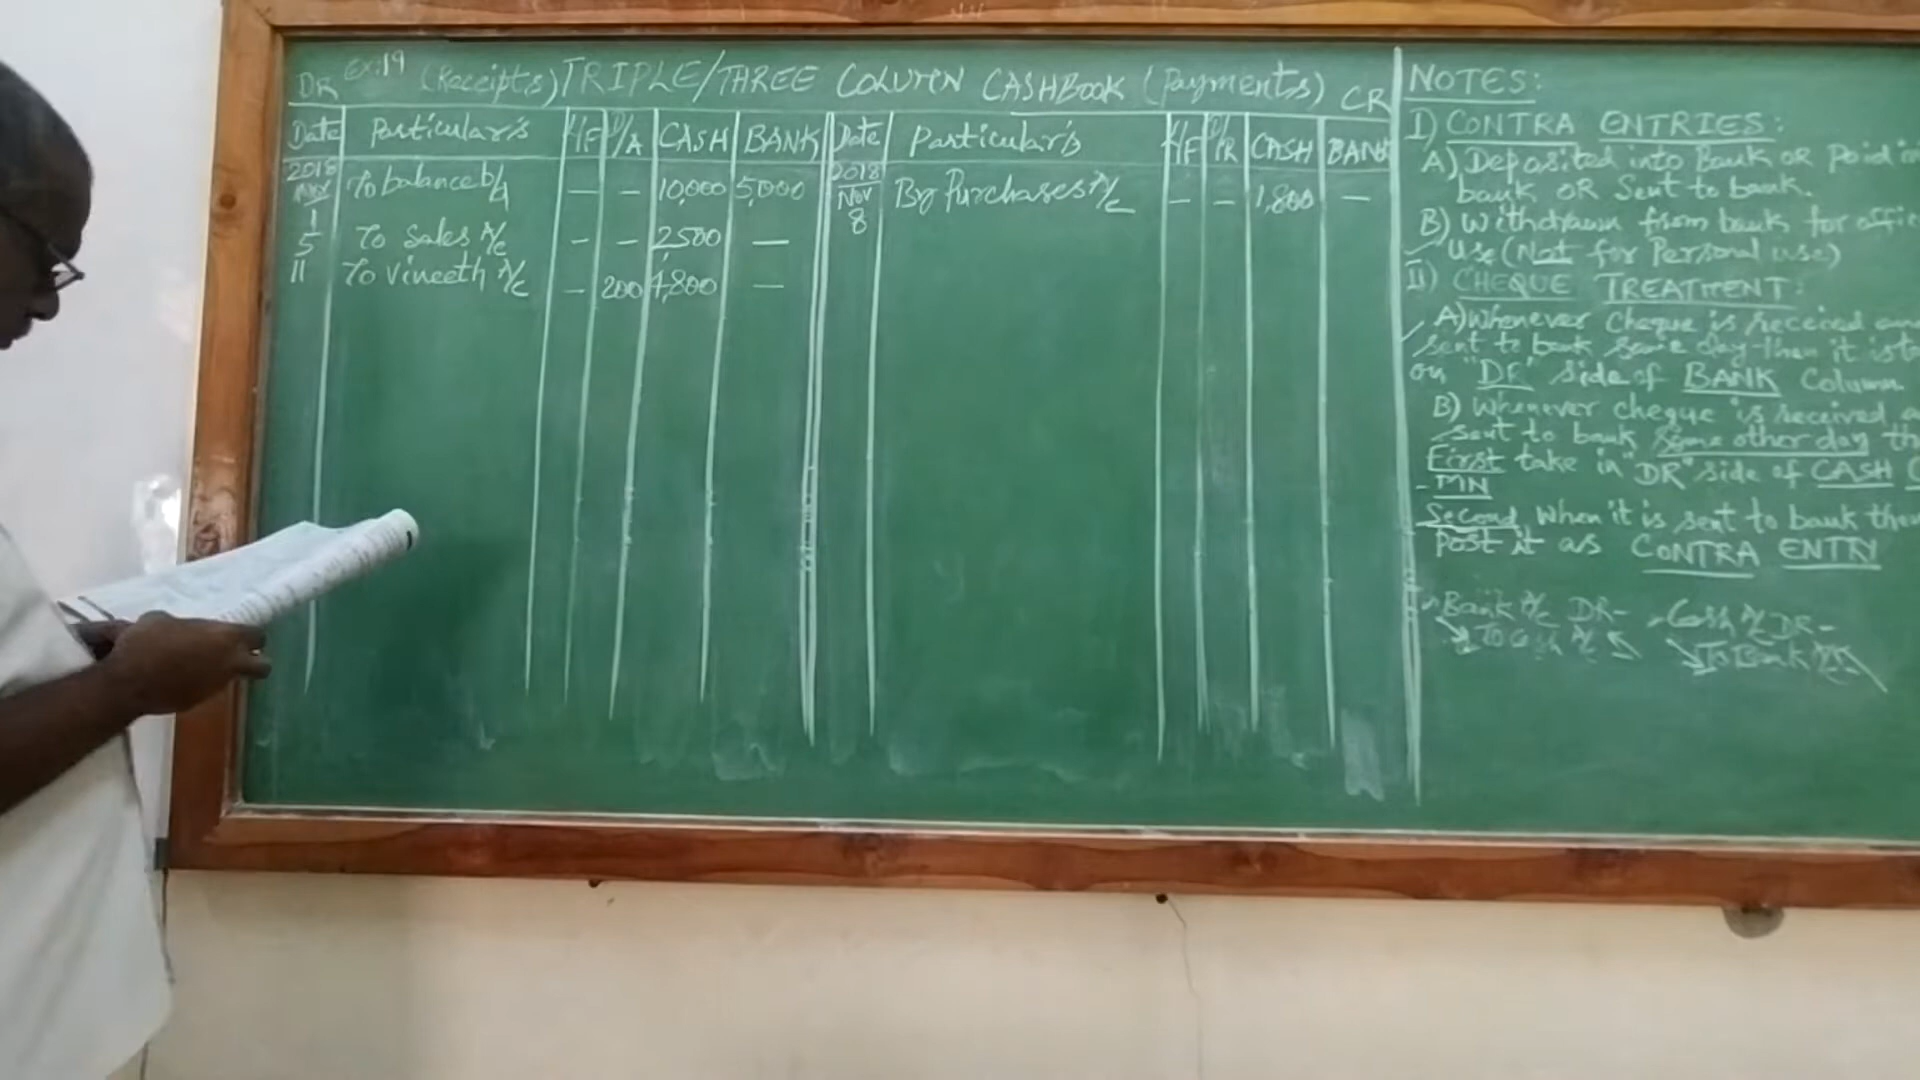 DR Ex.19 (Receipts) TRIPLE/THREE COLUMN CASHBOOK (Payments) CR
Date Particulars L/F D/A CASH BANK Date Particulars L/F D/R CASH BANK
2018 Nov 1 To balance b/d — — 10,000 5,000 2018 Nov 8 By Purchases A/c — — 1,800 —
5 To Sales A/c — — 2500 —
11 To Vineeth A/c — 200 4,800 —
NOTES:
I) CONTRA ENTRIES:
A) Deposited into Bank OR Paid in
bank OR Sent to bank.
B) Withdrawn from bank for offic
Use (Not for Personal use)
II) CHEQUE TREATMENT:
A) Whenever Cheque is received an
sent to bank same day then it is to
on "DR" side of BANK Column.
B) Whenever cheque is received a
sent to bank some other day th
First take in "DR" side of CASH C
-MN
Second When it is sent to bank then
post it as CONTRA ENTRY
Bank A/c DR- - Cash A/c DR-
To Cash A/c To Bank A/c